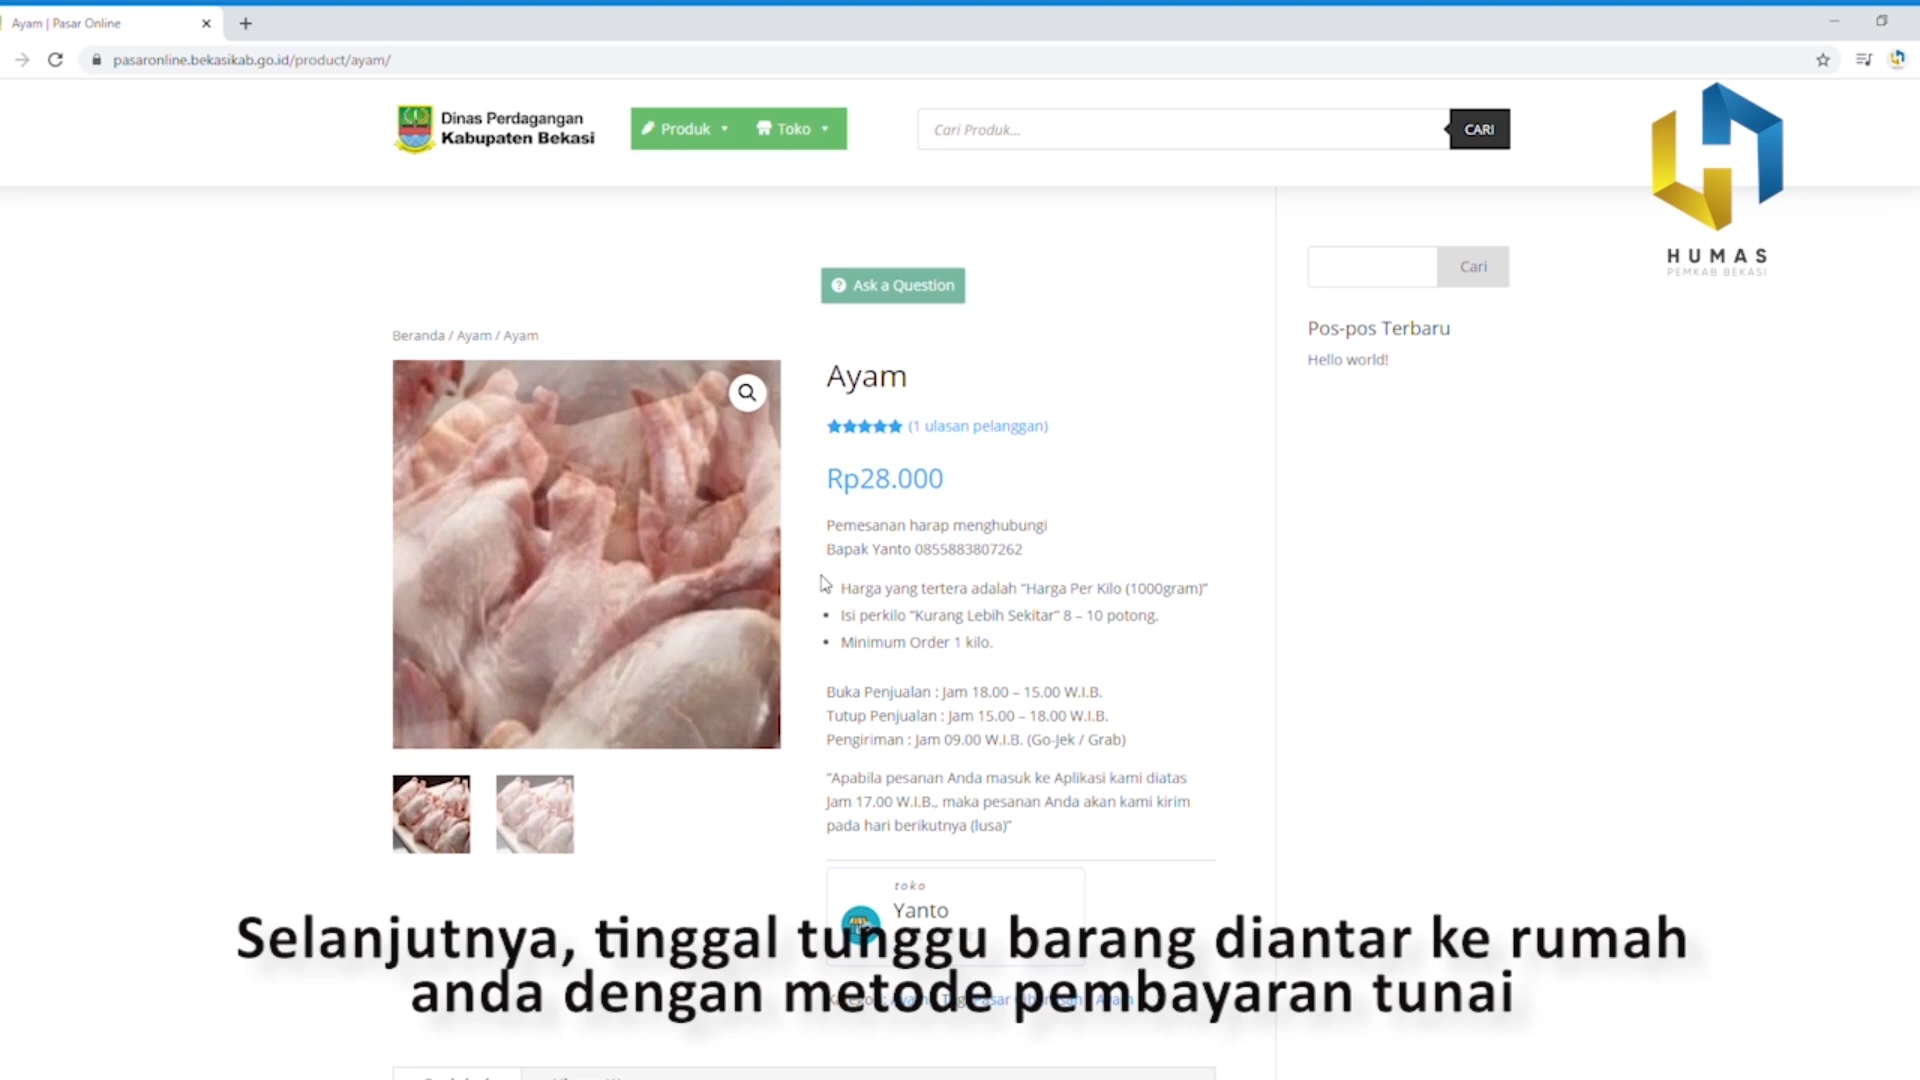 Ayam | Pasar Online
pasaronline.bekasikab.go.id/product/ayam/
Dinas Perdagangan
Kabupaten Bekasi
Produk
Toko
Cari Produk...
CARI
HUMAS
PEMKAB BEKASI
Ask a Question
Cari
Beranda / Ayam / Ayam
Pos-pos Terbaru
Hello world!
Ayam
(1 ulasan pelanggan)
Rp28.000
Pemesanan harap menghubungi
Bapak Yanto 0855883807262
Harga yang tertera adalah “Harga Per Kilo (1000gram)”
• Isi perkilo “Kurang Lebih Sekitar” 8 – 10 potong.
• Minimum Order 1 kilo.
Buka Penjualan : Jam 18.00 – 15.00 W.I.B.
Tutup Penjualan : Jam 15.00 – 18.00 W.I.B.
Pengiriman : Jam 09.00 W.I.B. (Go-Jek / Grab)
“Apabila pesanan Anda masuk ke Aplikasi kami diatas
Jam 17.00 W.I.B., maka pesanan Anda akan kami kirim
pada hari berikutnya (lusa)”
toko
Yanto
Selanjutnya, tinggal tunggu barang diantar ke rumah
anda dengan metode pembayaran tunai